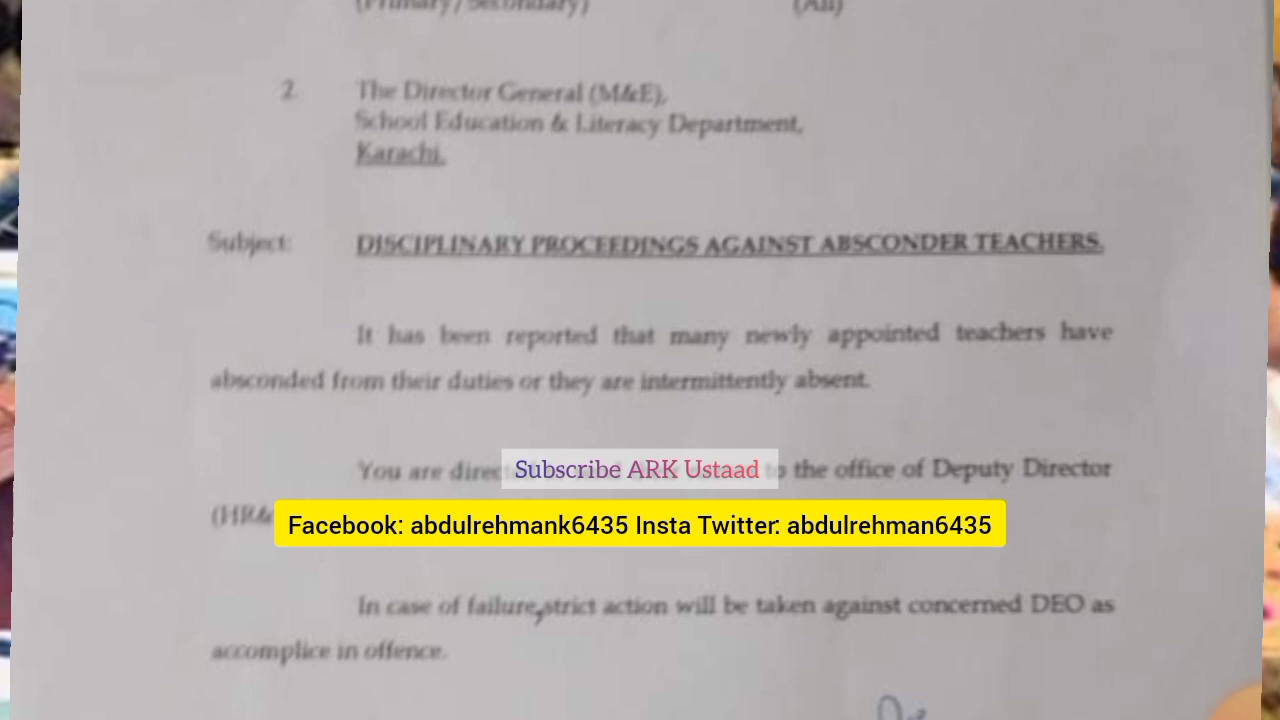 (Primary/Secondary) (All)
2. The Director General (M&E),
School Education & Literacy Department,
Karachi.
Subject: DISCIPLINARY PROCEEDINGS AGAINST ABSCONDER TEACHERS.
It has been reported that many newly appointed teachers have
absconded from their duties or they are intermittently absent.
You are direc
Subscribe ARK Ustaad
to the office of Deputy Director
(HR&
Facebook: abdulrehmank6435 Insta Twitter: abdulrehman6435
In case of failure, strict action will be taken against concerned DEO as
accomplice in offence.